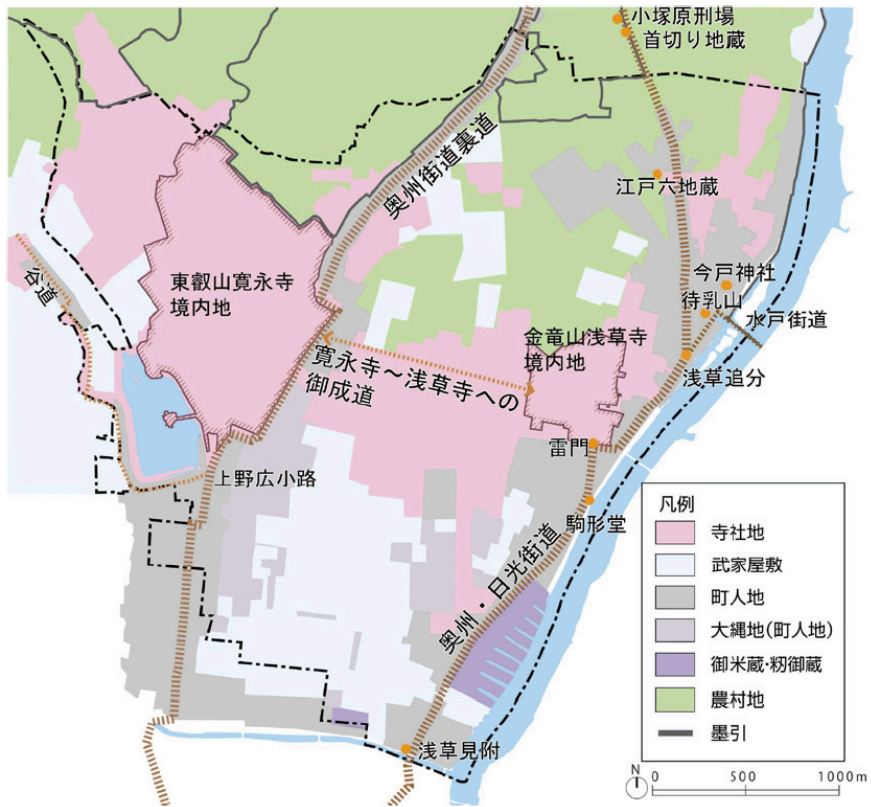 小塚原刑場
首切り地蔵
奥州街道裏道
江戸六地蔵
谷道
東叡山寛永寺
境内地
今戸神社
待乳山
水戸街道
金竜山浅草寺
境内地
寛永寺～浅草寺への
御成道
浅草追分
雷門
上野広小路
駒形堂
奥州・日光街道
浅草見附
凡例
寺社地
武家屋敷
町人地
大縄地(町人地)
御米蔵・籾御蔵
農村地
墨引
N
0 500 1000m